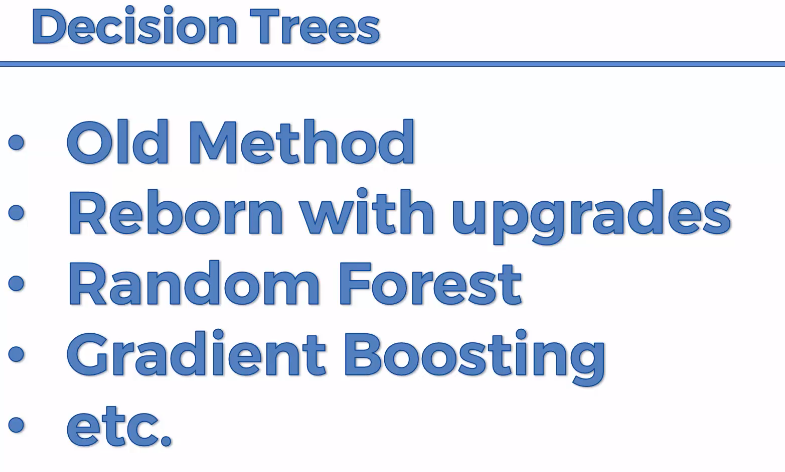 Decision Trees
• Old Method
• Reborn with upgrades
• Random Forest
• Gradient Boosting
• etc.